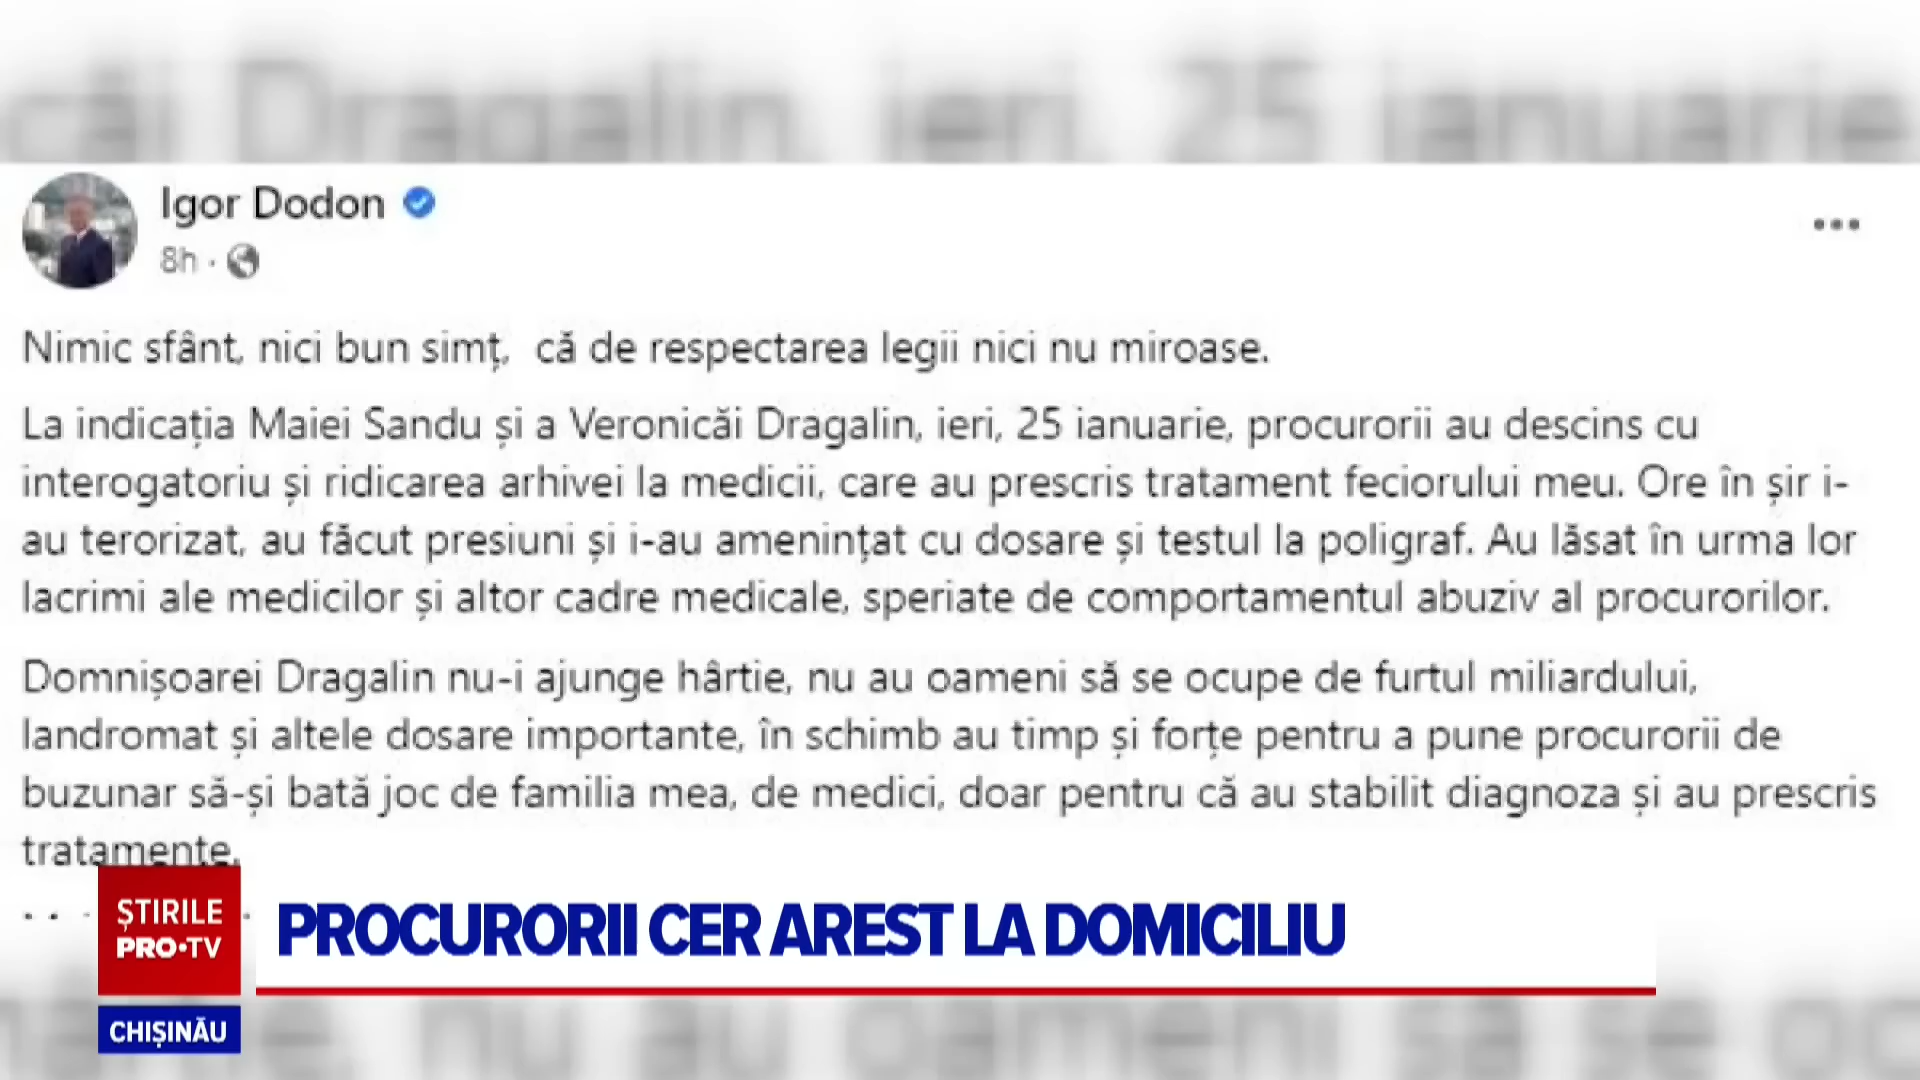 căi Dragalin, ieri, 25 ianuarie
Igor Dodon
8h ·
Nimic sfânt, nici bun simț, că de respectarea legii nici nu miroase.
La indicația Maiei Sandu și a Veronicăi Dragalin, ieri, 25 ianuarie, procurorii au descins cu
interogatoriu și ridicarea arhivei la medicii, care au prescris tratament feciorului meu. Ore în șir i-
au terorizat, au făcut presiuni și i-au amenințat cu dosare și testul la poligraf. Au lăsat în urma lor
lacrimi ale medicilor și altor cadre medicale, speriate de comportamentul abuziv al procurorilor.
Domnișoarei Dragalin nu-i ajunge hârtie, nu au oameni să se ocupe de furtul miliardului,
landromat și altele dosare importante, în schimb au timp și forțe pentru a pune procurorii de
buzunar să-și bată joc de familia mea, de medici, doar pentru că au stabilit diagnoza și au prescris
tratamente.
ȘTIRILE
PRO•TV
PROCURORII CER AREST LA DOMICILIU
CHIȘINĂU
nu au oameni să se oc